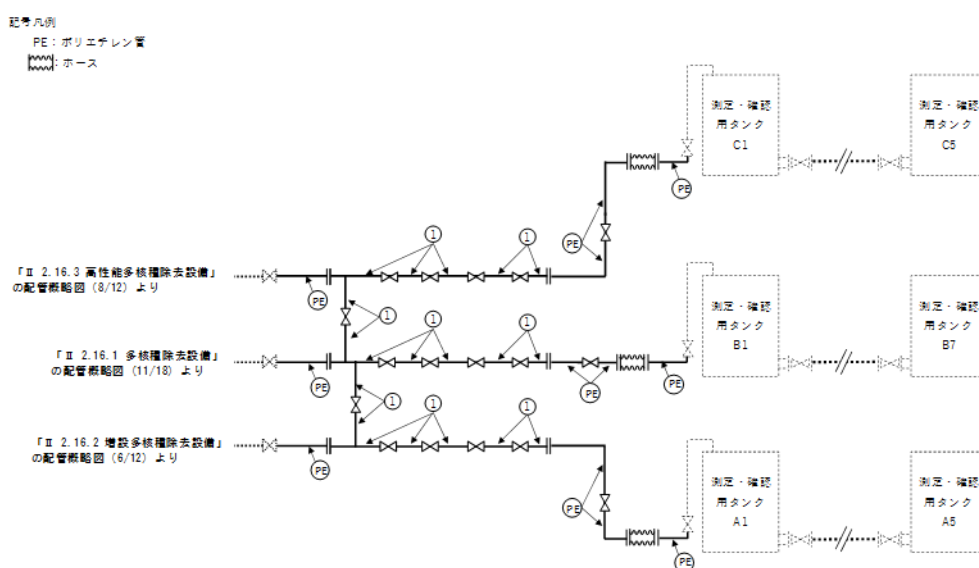 記号凡例
PE：ポリエチレン管
：ホース
測定・確認
用タンク
C1
測定・確認
用タンク
C5
PE
PE
① ①
「Ⅱ 2.16.3 高性能多核種除去設備」
の配管概略図（8/12）より
PE
①
測定・確認
用タンク
B1
測定・確認
用タンク
B7
① ①
「Ⅱ 2.16.1 多核種除去設備」
の配管概略図（11/18）より
PE
PE
PE
①
① ①
「Ⅱ 2.16.2 増設多核種除去設備」
の配管概略図（6/12）より
PE
測定・確認
用タンク
A1
測定・確認
用タンク
A5
PE
PE